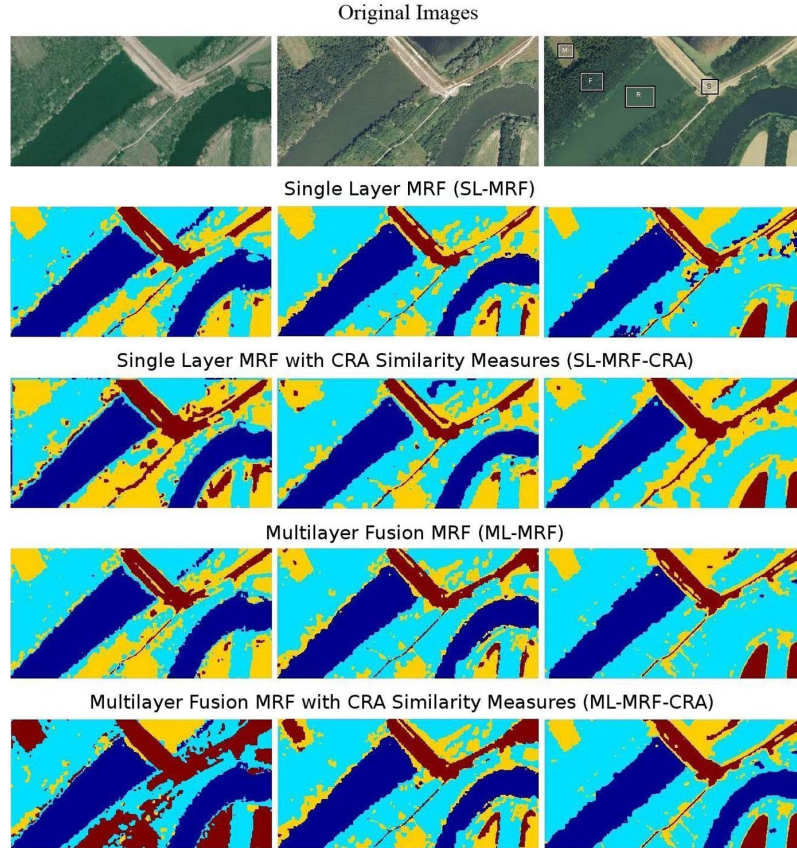 Original Images
M
F
R
S
Single Layer MRF (SL-MRF)
Single Layer MRF with CRA Similarity Measures (SL-MRF-CRA)
Multilayer Fusion MRF (ML-MRF)
Multilayer Fusion MRF with CRA Similarity Measures (ML-MRF-CRA)